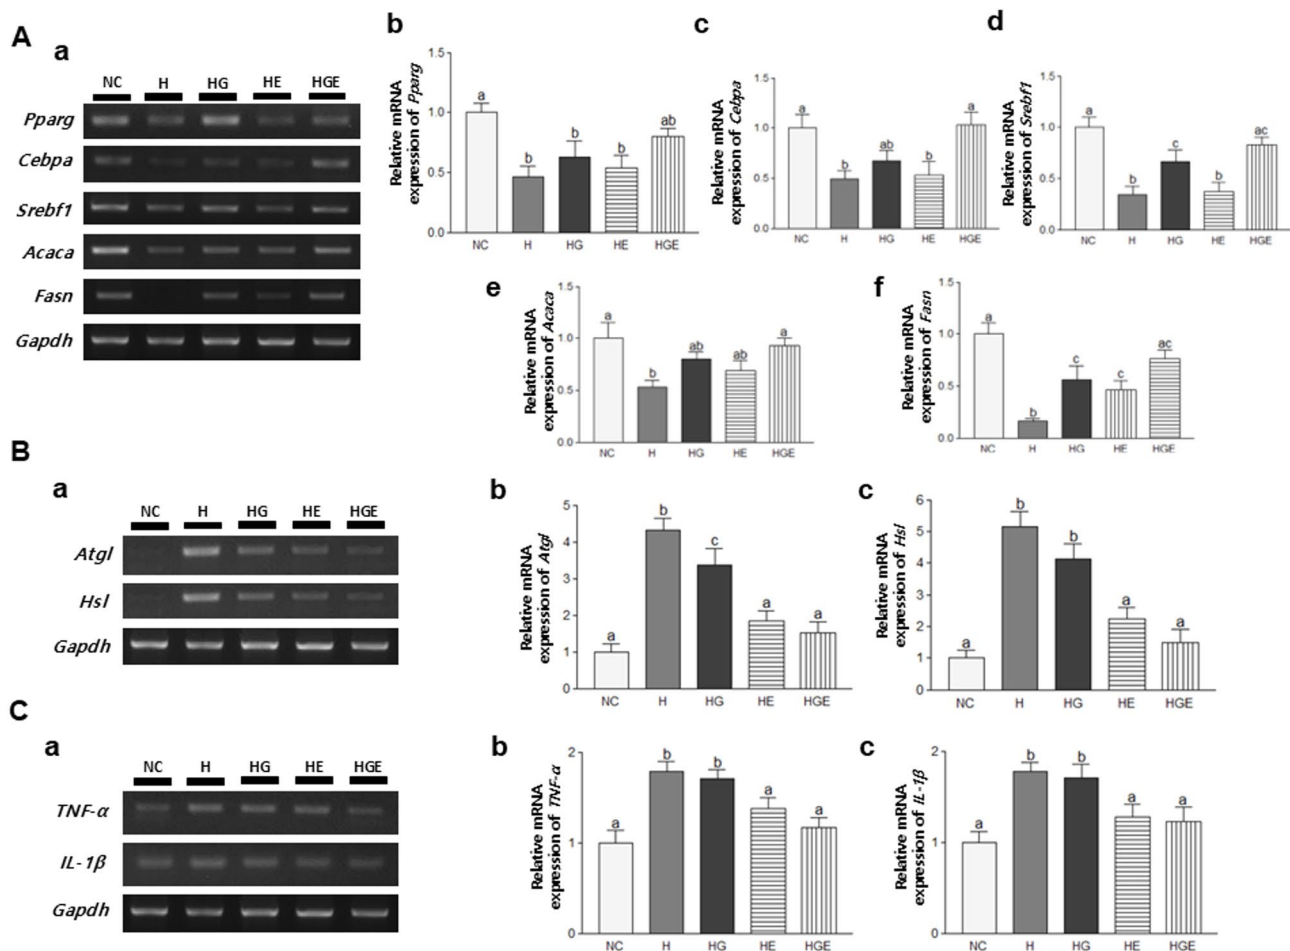 A
a
NC H HG HE HGE
Pparg
Cebpa
Srebf1
Acaca
Fasn
Gapdh
b
Relative mRNA
expression of Pparg
1.5
1.0
0.5
0.0
a b b b ab
NC H HG HE HGE
c
Relative mRNA
expression of Cebpa
1.5
1.0
0.5
0.0
a b ab b a
NC H HG HE HGE
d
Relative mRNA
expression of Srebf1
1.5
1.0
0.5
0.0
a b c b ac
NC H HG HE HGE
e
Relative mRNA
expression of Acaca
1.5
1.0
0.5
0.0
a b ab ab a
NC H HG HE HGE
f
Relative mRNA
expression of Fasn
1.5
1.0
0.5
0.0
a b c c ac
NC H HG HE HGE
B
a
NC H HG HE HGE
Atgl
Hsl
Gapdh
b
Relative mRNA
expression of Atgl
5
4
3
2
1
0
a b c a a
NC H HG HE HGE
c
Relative mRNA
expression of Hsl
6
5
4
3
2
1
0
a b b a a
NC H HG HE HGE
C
a
NC H HG HE HGE
TNF-α
IL-1β
Gapdh
b
Relative mRNA
expression of TNF-α
2
1
0
a b b a a
NC H HG HE HGE
c
Relative mRNA
expression of IL-1β
2
1
0
a b b a a
NC H HG HE HGE